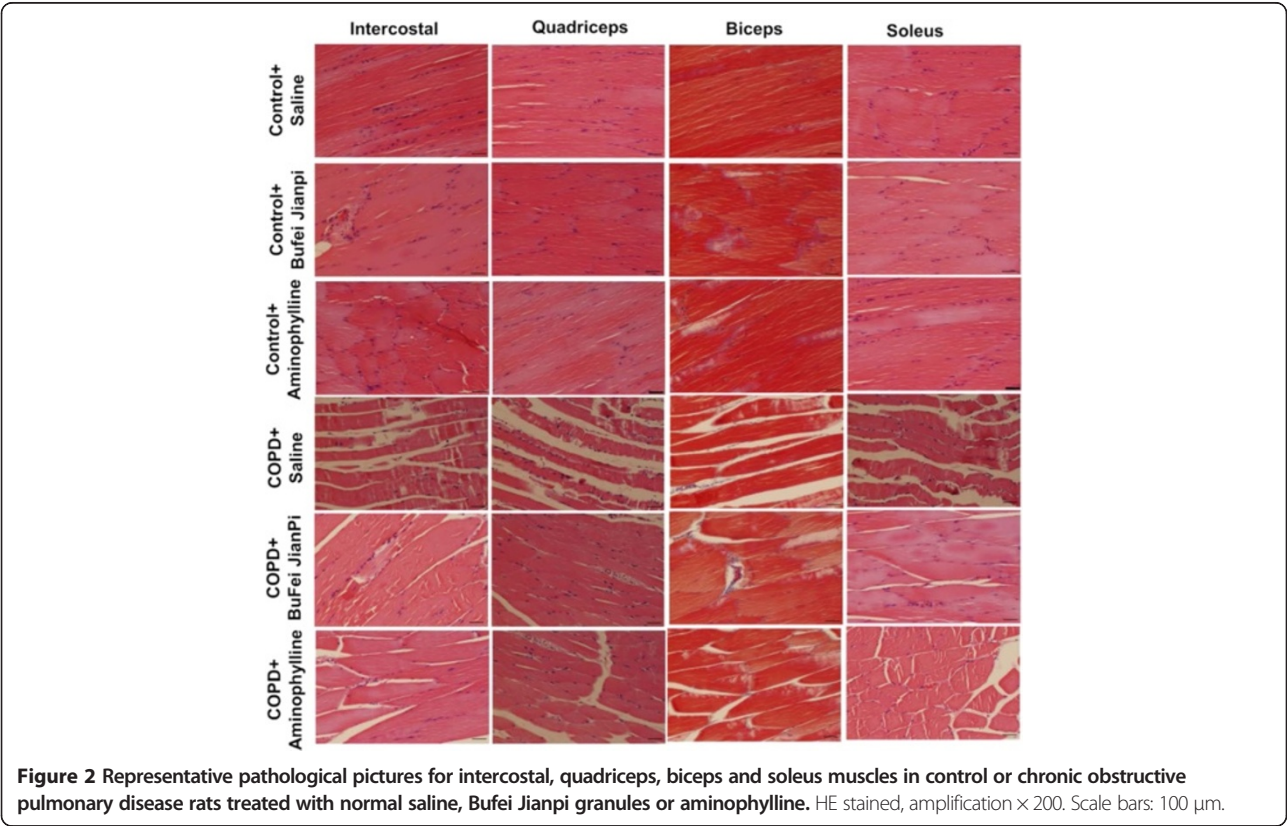 Intercostal Quadriceps Biceps Soleus
Control+
Saline
Control+
Bufei Jianpi
Control+
Aminophylline
COPD+
Saline
COPD+
BuFei JianPi
COPD+
Aminophylline
Figure 2 Representative pathological pictures for intercostal, quadriceps, biceps and soleus muscles in control or chronic obstructive
pulmonary disease rats treated with normal saline, Bufei Jianpi granules or aminophylline. HE stained, amplification × 200. Scale bars: 100 μm.